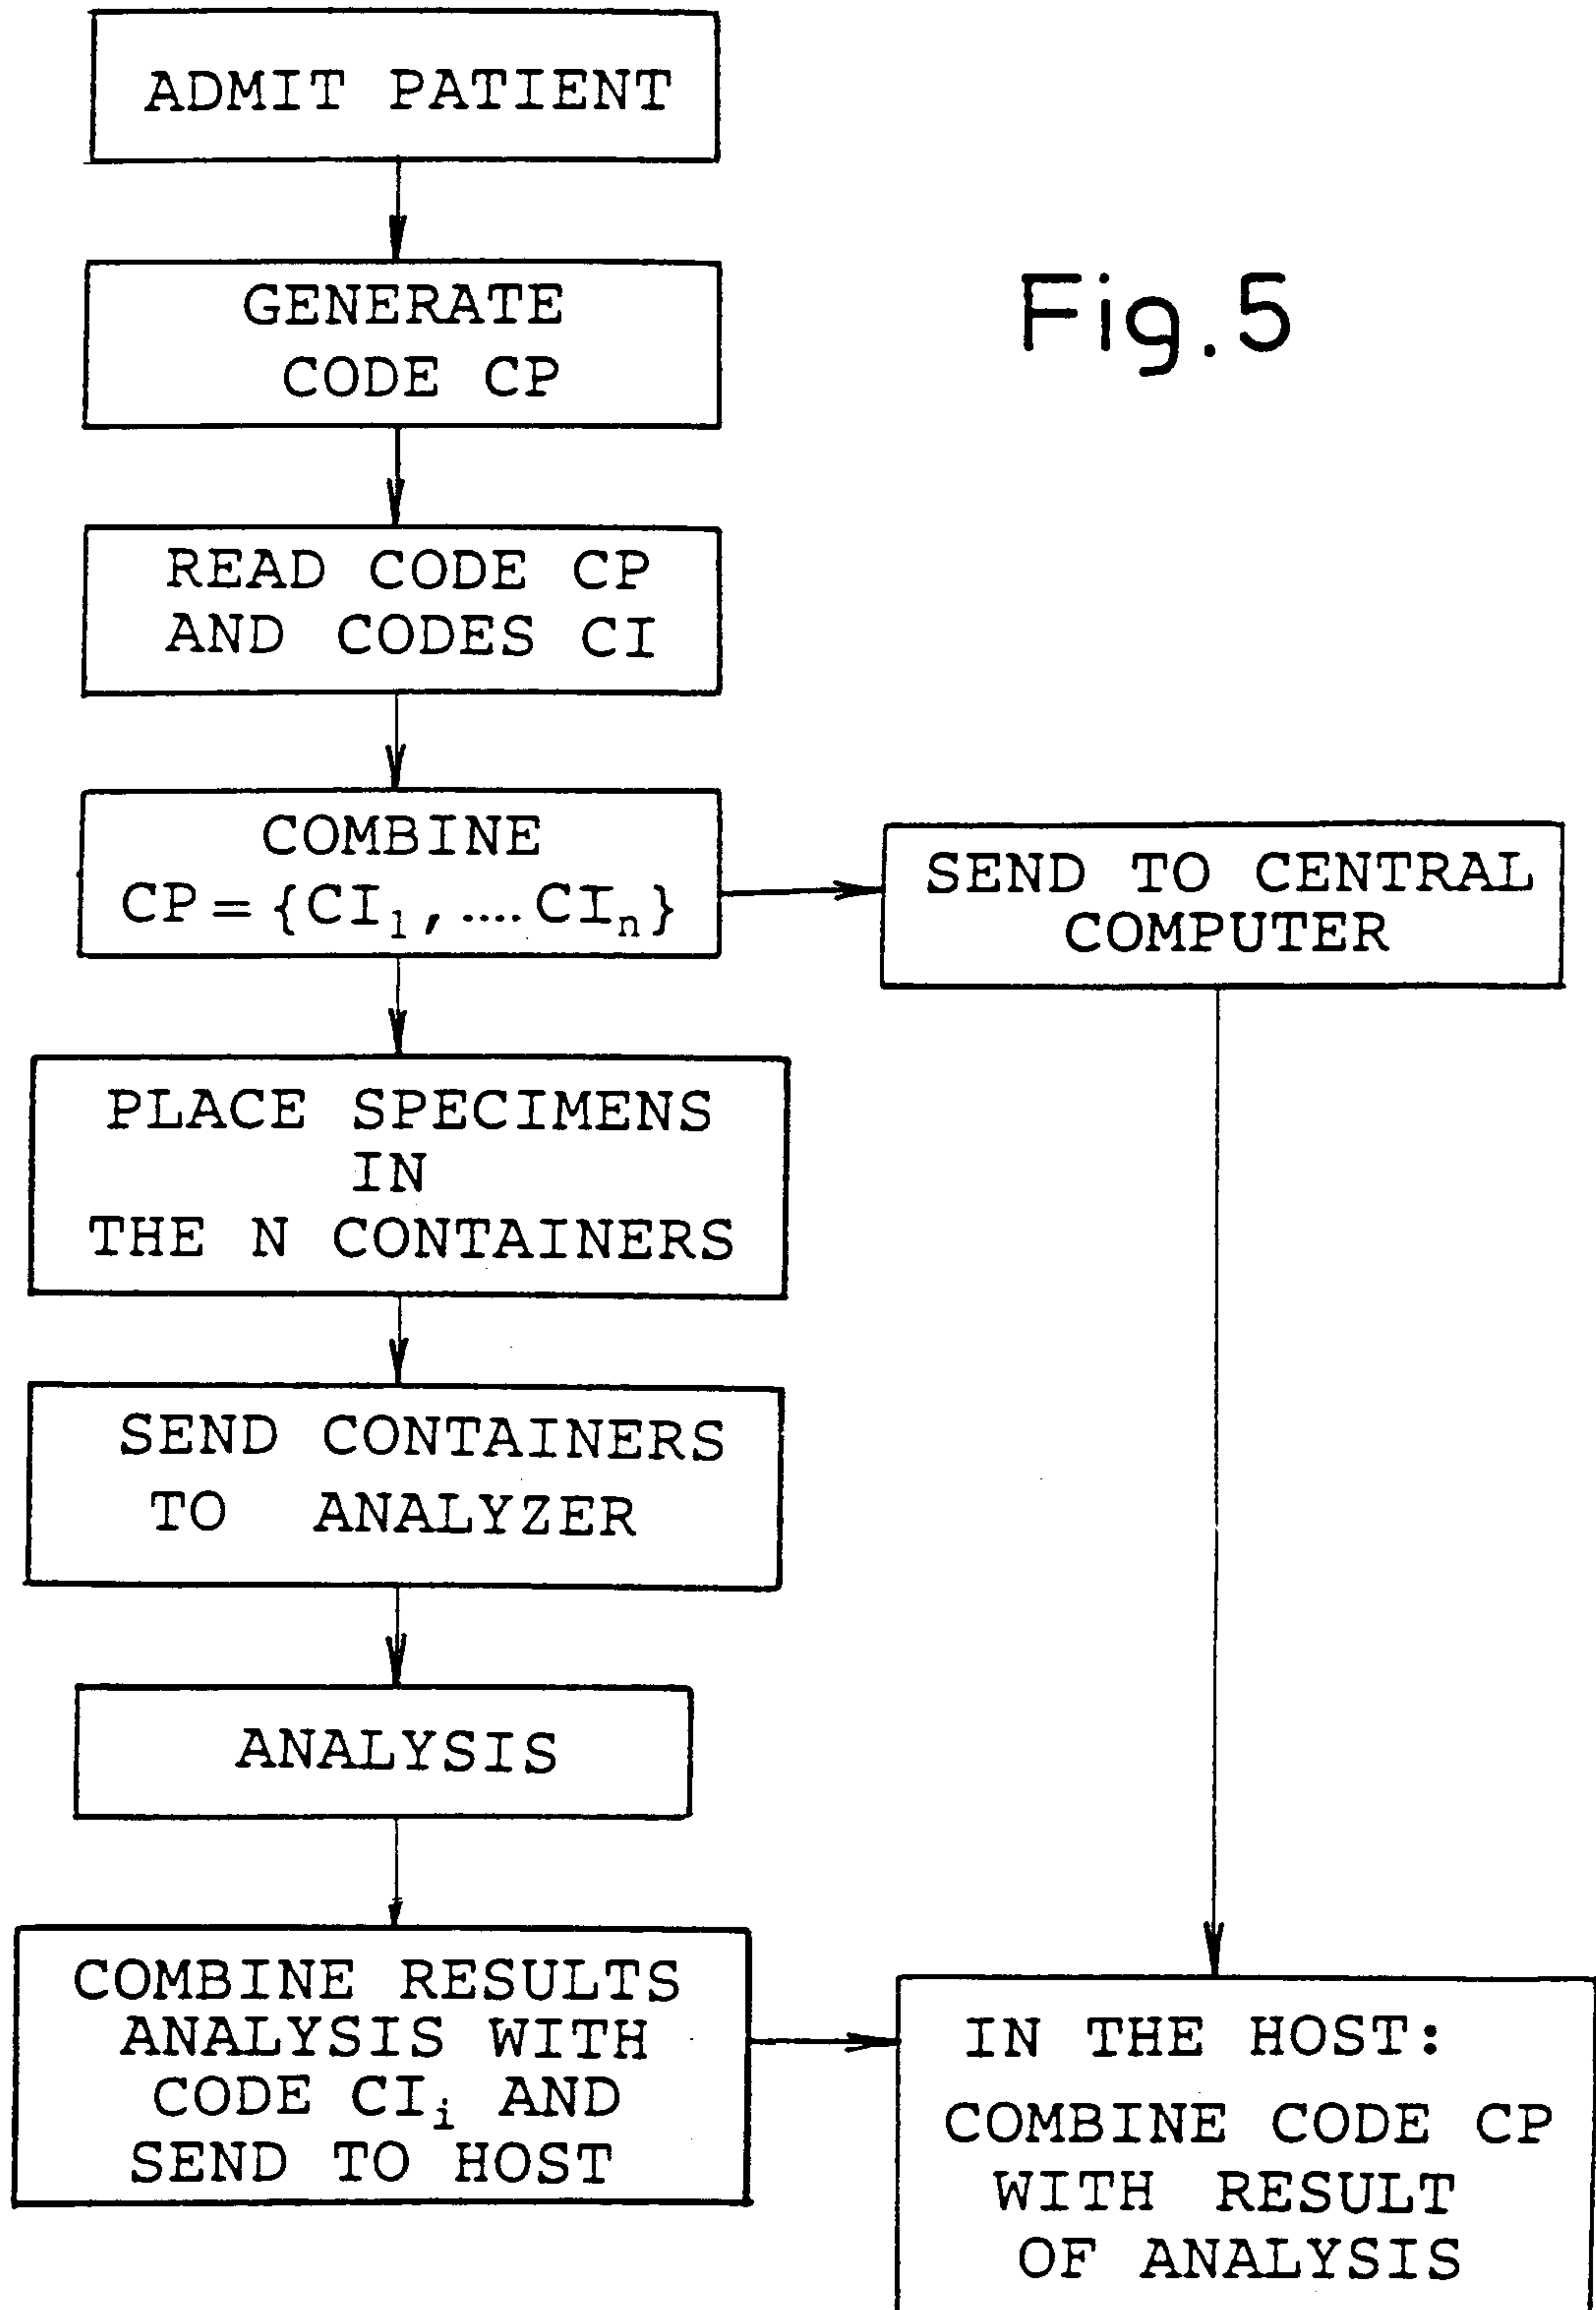 ADMIT PATIENT
GENERATE
CODE CP
Fig.5
READ CODE CP
AND CODES CI
COMBINE
CP={CI₁,....CIₙ}
SEND TO CENTRAL
COMPUTER
PLACE SPECIMENS
IN
THE N CONTAINERS
SEND CONTAINERS
TO ANALYZER
ANALYSIS
COMBINE RESULTS
ANALYSIS WITH
CODE CIᵢ AND
SEND TO HOST
IN THE HOST:
COMBINE CODE CP
WITH RESULT
OF ANALYSIS